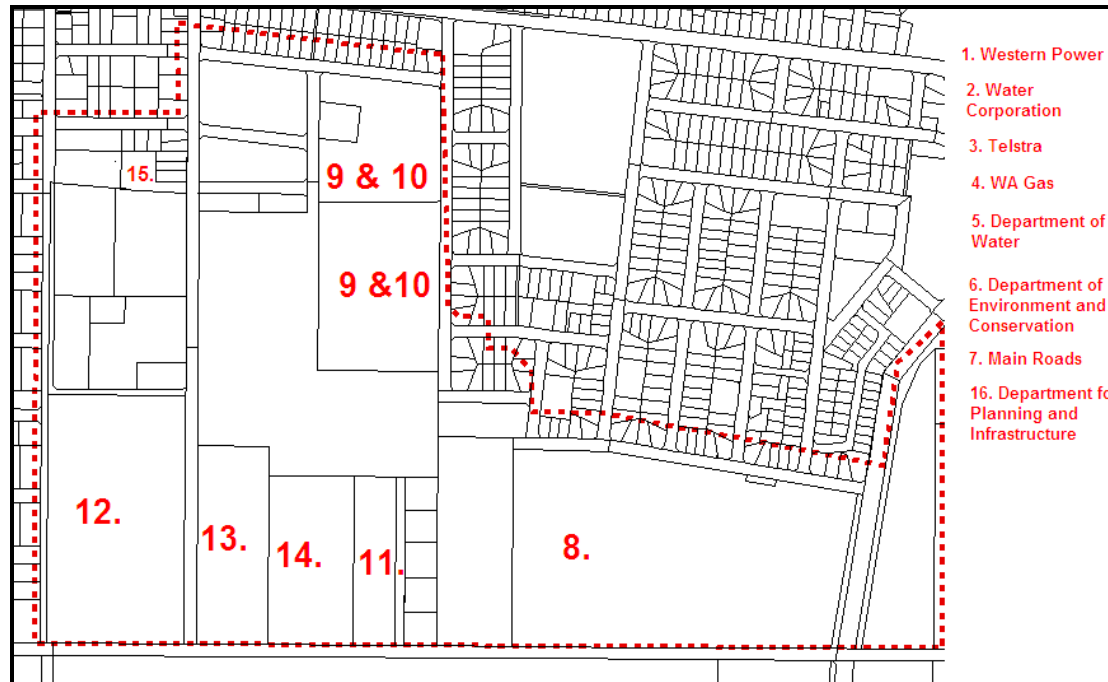 1. Western Power
2. Water
Corporation
3. Telstra
4. WA Gas
5. Department of
Water
6. Department of
Environment and
Conservation
7. Main Roads
16. Department fo
Planning and
Infrastructure
15.
9 & 10
9 &10
12.
13.
14.
11.
8.